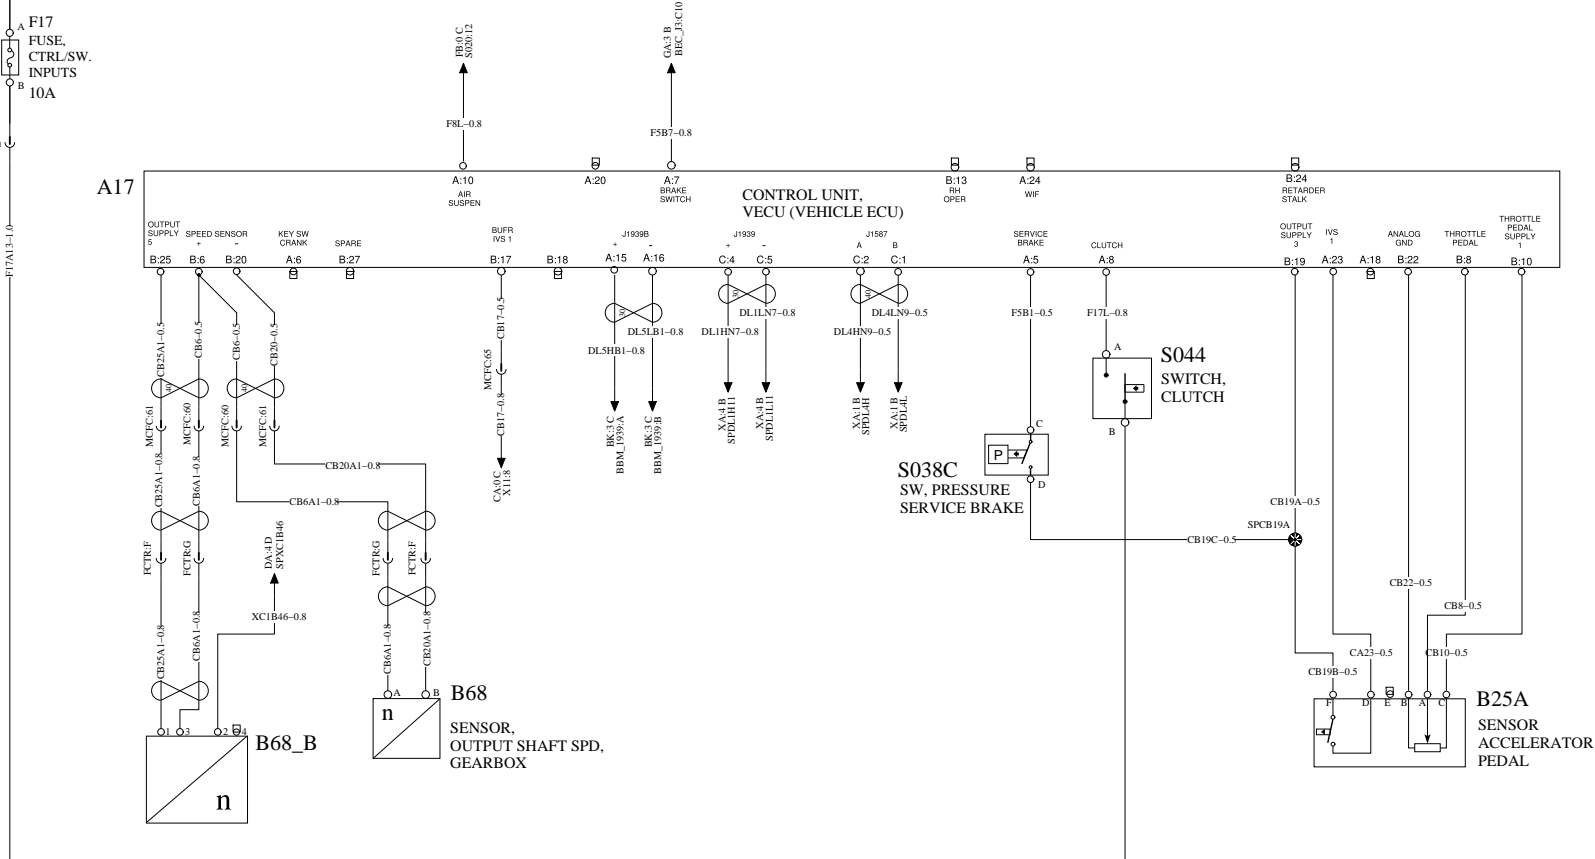 A
F17
FUSE,
CTRL/SW.
INPUTS
B
10A
F17A13-1.0
FB:0 C
S020:12
F8L-0.8
GA:3 B
BEC_J3:C10
F5B7-0.8
A17
CONTROL UNIT,
VECU (VEHICLE ECU)
A:10
AIR
SUSPEN
A:20
A:7
BRAKE
SWITCH
B:13
RH
OPER
A:24
WIF
B:24
RETARDER
STALK
OUTPUT
SUPPLY
5
B:25
SPEED SENSOR
+
-
B:6
B:20
KEY SW
CRANK
A:6
SPARE
B:27
BUFR
IVS 1
B:17
B:18
J1939B
+
-
A:15
A:16
J1939
+
-
C:4
C:5
J1587
A
B
C:2
C:1
SERVICE
BRAKE
A:5
CLUTCH
A:8
OUTPUT
SUPPLY
3
B:19
IVS
1
A:23
A:18
ANALOG
GND
B:22
THROTTLE
PEDAL
B:8
THROTTLE
PEDAL
SUPPLY
1
B:10
CB25A1-0.5
CB6-0.5
CB6-0.5
CB20-0.5
40
40
MCFC:61
MCFC:60
MCFC:60
MCFC:61
CB25A1-0.8
CB6A1-0.8
CB20A1-0.8
CB6A1-0.8
FCTR:F
FCTR:G
FCTR:G
FCTR:F
DA:4 D
SPXC1B46
XC1B46-0.8
CB25A1-0.8
CB6A1-0.8
CB6A1-0.8
CB20A1-0.8
CB17-0.5
MCFC:65
CB17-0.8
CA:0 C
X11:8
30
DL5LB1-0.8
DL5HB1-0.8
BK:3 C
BBM_1939:A
BK:3 C
BBM_1939:B
30
DL1LN7-0.8
DL1HN7-0.8
XA:4 B
SPDL1H11
XA:4 B
SPDL1L11
40
DL4LN9-0.5
DL4HN9-0.5
XA:1 B
SPDL4H
XA:1 B
SPDL4L
F5B1-0.5
F17L-0.8
A
S044
SWITCH,
CLUTCH
B
C
P
D
S038C
SW, PRESSURE
SERVICE BRAKE
CB19C-0.5
CB19A-0.5
SPCB19A
CB22-0.5
CB8-0.5
CA23-0.5
CB10-0.5
CB19B-0.5
F
D
E
B
A
C
B25A
SENSOR
ACCELERATOR
PEDAL
A
B
B68
n
SENSOR,
OUTPUT SHAFT SPD,
GEARBOX
1
3
2
4
B68_B
n